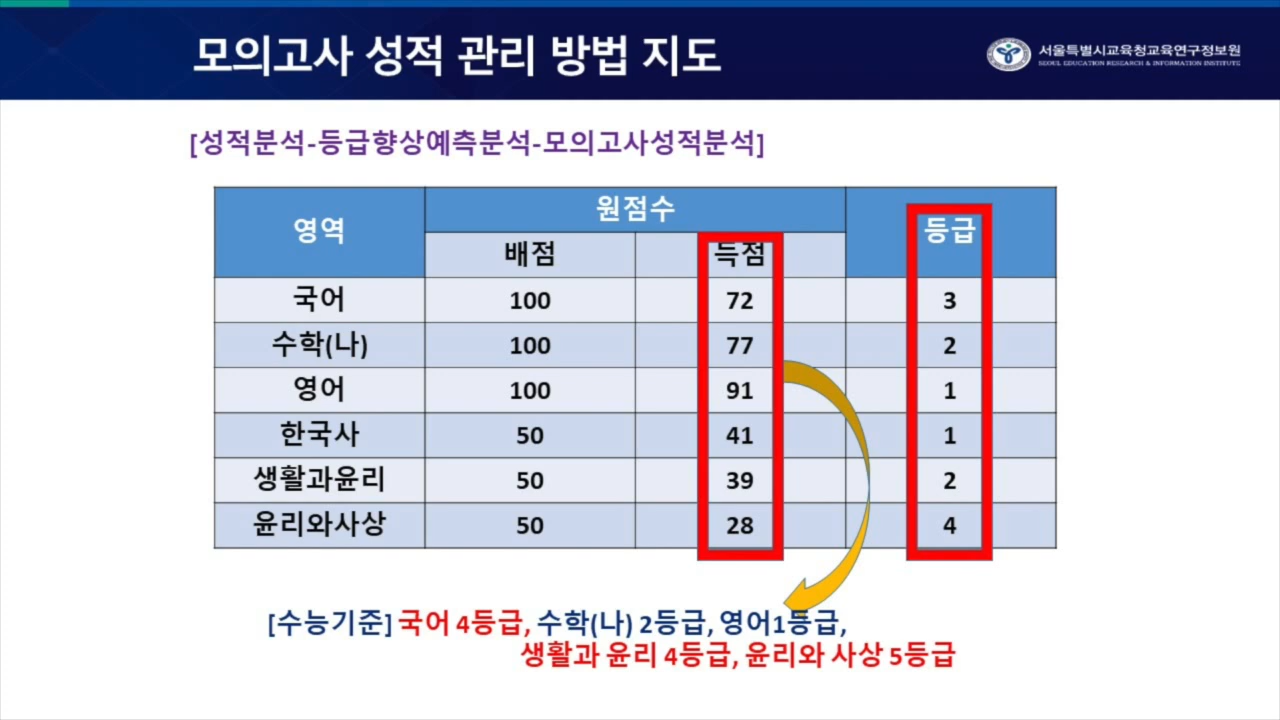 모의고사 성적 관리 방법 지도
서울특별시교육청교육연구정보원
SEOUL EDUCATION RESEARCH & INFORMATION INSTITUTE
[성적분석-등급향상예측분석-모의고사성적분석]
영역 원점수 등급
배점 득점
국어 100 72 3
수학(나) 100 77 2
영어 100 91 1
한국사 50 41 1
생활과윤리 50 39 2
윤리와사상 50 28 4
[수능기준] 국어 4등급, 수학(나) 2등급, 영어1등급,
생활과 윤리 4등급, 윤리와 사상 5등급